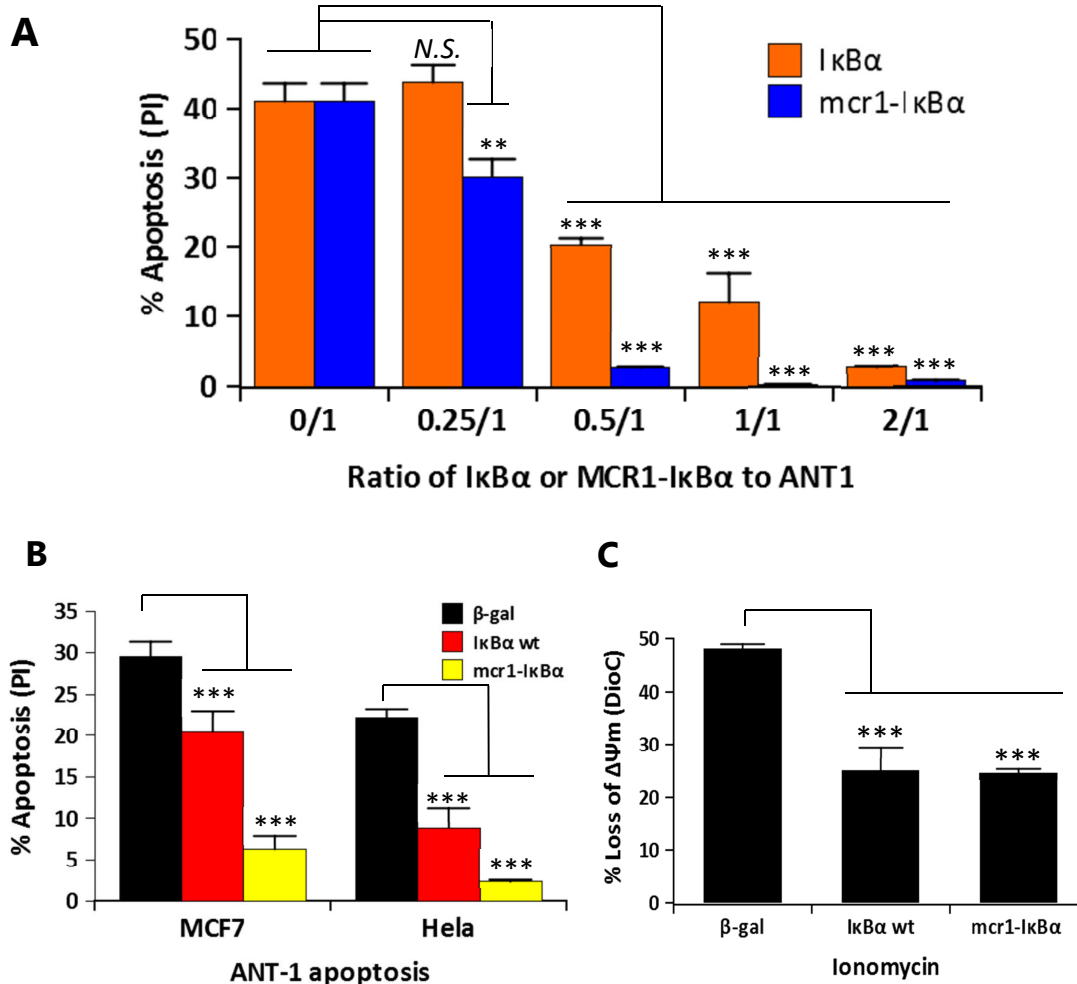 A
% Apoptosis (PI)
50
40
30
20
10
0
N.S.
**
***
***
***
***
***
***
IκBα
mcr1-IκBα
0/1 0.25/1 0.5/1 1/1 2/1
Ratio of IκBα or MCR1-IκBα to ANT1
B
% Apoptosis (PI)
35
30
25
20
15
10
5
0
β-gal
IκBα wt
mcr1-IκBα
***
***
***
***
MCF7 Hela
ANT-1 apoptosis
C
% Loss of ΔΨm (DioC)
50
40
30
20
10
0
***
***
β-gal IκBα wt mcr1-IκBα
Ionomycin